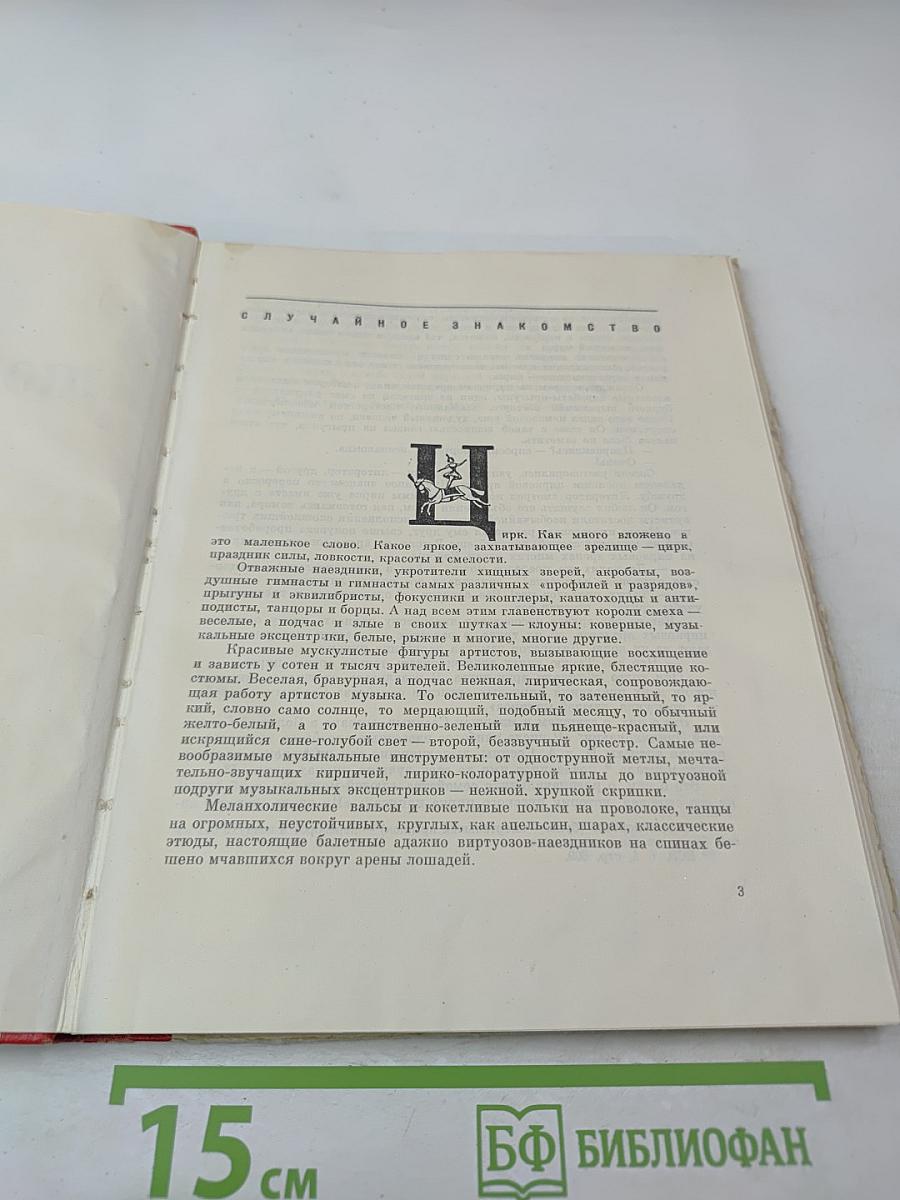 СЛУЧАЙНОЕ ЗНАКОМСТВО
Цирк. Как много вложено в
это маленькое слово. Какое яркое, захватывающее зрелище — цирк,
праздник силы, ловкости, красоты и смелости.
Отважные наездники, укротители хищных зверей, акробаты, воз-
душные гимнасты и гимнасты самых различных «профилей и разрядов»,
прыгуны и эквилибристы, фокусники и жонглеры, канатоходцы и анти-
подисты, танцоры и борцы. А над всем этим главенствуют короли смеха —
веселые, а подчас и злые в своих шутках — клоуны: коверные, музы-
кальные эксцентрики, белые, рыжие и многие, многие другие.
Красивые мускулистые фигуры артистов, вызывающие восхищение
и зависть у сотен и тысяч зрителей. Великолепные яркие, блестящие ко-
стюмы. Веселая, бравурная, а подчас нежная, лирическая, сопровождаю-
щая работу артистов музыка. То ослепительный, то затененный, то яр-
кий, словно само солнце, то мерцающий, подобный месяцу, то обычный
желто-белый, а то таинственно-зеленый или пьянеще-красный, или
искрящийся сине-голубой свет — второй, беззвучный оркестр. Самые не-
вообразимые музыкальные инструменты: от однострунной метлы, мечта-
тельно-звучащих кирпичей, лирико-колоратурной пилы до виртуозной
подруги музыкальных эксцентриков — нежной. хрупкой скрипки.
Меланхолические вальсы и кокетливые польки на проволоке, танцы
на огромных, неустойчивых, круглых, как апельсин, шарах, классические
этюды, настоящие балетные адажио виртуозов-наездников на спинах бе-
шено мчавшихся вокруг арены лошадей.
3
15 см
БФ БИБЛИОФАН